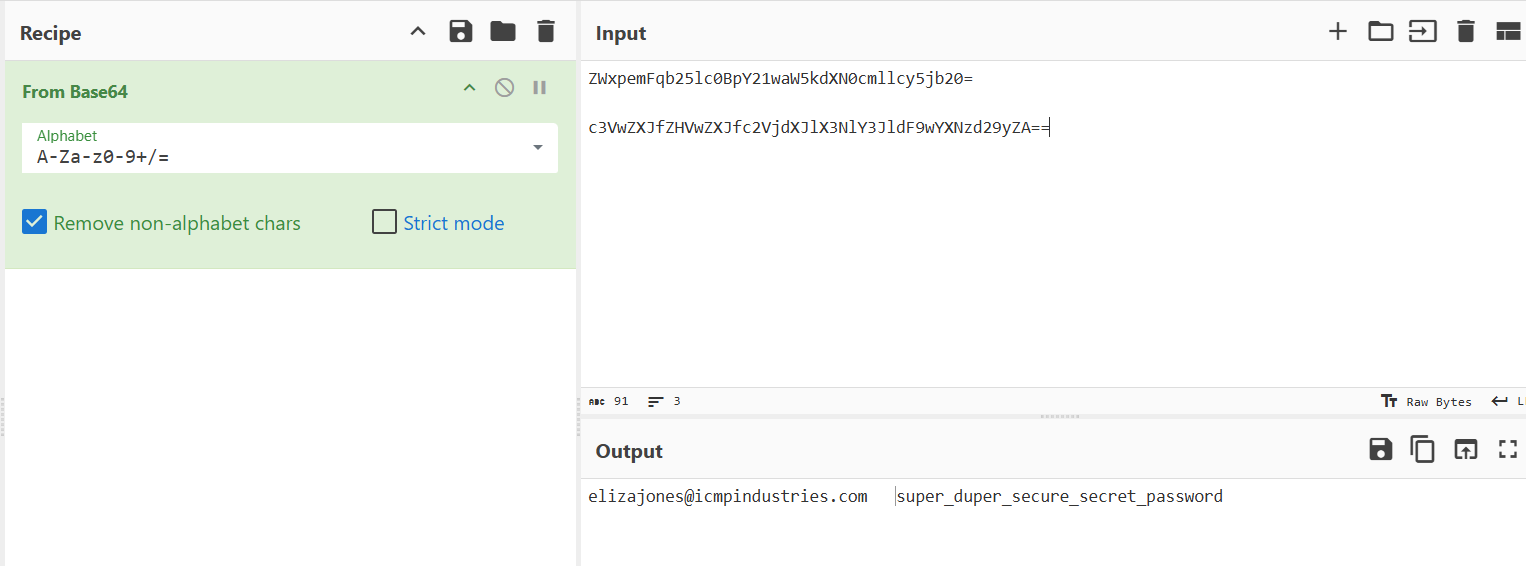 Recipe
From Base64
Alphabet
A-Za-z0-9+/=
Remove non-alphabet chars
Strict mode
Input
ZWxpemFqb25lc0BpY21waW5kdXN0cmllcy5jb20=
c3VwZXJfZHVwZXJfc2VjdXJlX3NlY3JldF9wYXNzd29yZA==
ABC 91 3
Tт Raw Bytes L
Output
elizajones@icmpindustries.com super_duper_secure_secret_password